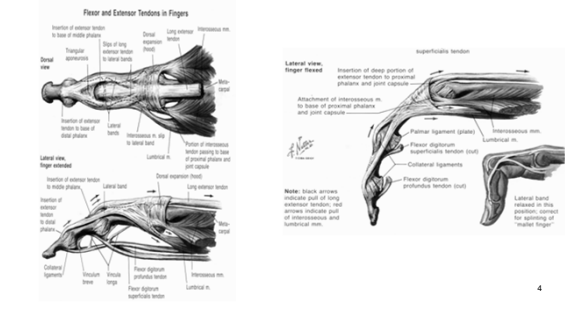 Flexor and Extensor Tendons in Fingers
Insertion of extensor tendon
to base of middle phalanx
Triangular
aponeurosis
Slips of long
extensor tendon
to lateral bands
Dorsal
expansion
(hood)
Long extensor
tendon
Interosseous mm.
Dorsal
view
Meta-
carpal
Insertion of extensor
tendon to base of
distal phalanx
Lateral
bands
Interosseous m. slip
to lateral band
Lumbrical m.
Portion of interosseous
tendon passing to base
of proximal phalanx and
joint capsule
Lateral view,
finger extended
Insertion of extensor tendon
to middle phalanx
Lateral band
Dorsal expansion (hood)
Long extensor tendon
Insertion of
extensor
tendon
to distal
phalanx
Meta-
carpal
Collateral
ligaments
Vinculum
breve
Vincula
longa
Flexor digitorum
profundus tendon
Flexor digitorum
superficialis tendon
Interosseous mm.
Lumbrical m.
superficialis tendon
Lateral view,
finger flexed
Insertion of deep portion of
extensor tendon to proximal
phalanx and joint capsule
Attachment of interosseous m.
to base of proximal phalanx
and joint capsule
Palmar ligament (plate)
Interosseous mm.
Lumbrical m.
Flexor digitorum
superficialis tendon (cut)
Collateral ligaments
Flexor digitorum
profundus tendon (cut)
Note: black arrows
indicate pull of long
extensor tendon; red
arrows indicate pull
of interosseous and
lumbrical mm.
Lateral band
relaxed in this
position; correct
for splinting of
"mallet finger"
4